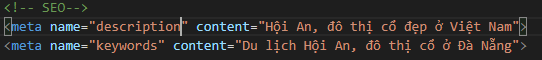 <!-- SEO-->
<meta name="description" content="Hội An, đô thị cổ đẹp ở Việt Nam">
<meta name="keywords" content="Du lịch Hội An, đô thị cổ ở Đà Nẵng">